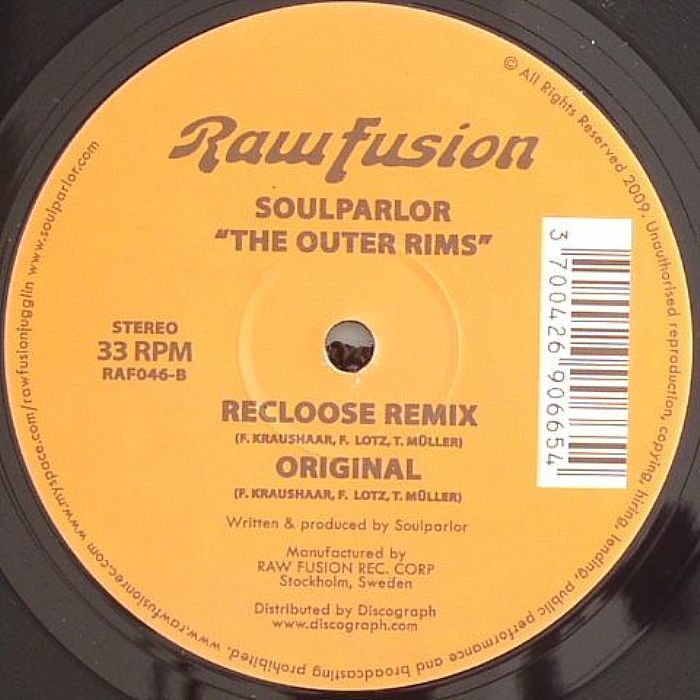 Raw Fusion
SOULPARLOR
"THE OUTER RIMS"
STEREO
33 RPM
RAF046-B
RECLOOSE REMIX
(F. KRAUSHAAR, F. LOTZ, T. MÜLLER)
ORIGINAL
(F. KRAUSHAAR, F. LOTZ, T. MÜLLER)
Written & produced by Soulparlor
Manufactured by
RAW FUSION REC. CORP
Stockholm, Sweden
Distributed by Discograph
www.discograph.com
3 700426 906654
© All Rights Reserved 2009. Unauthorised reproduction, copying, hiring, lending, public performance and broadcasting prohibited. www.rawfusionrec.com www.myspace.com/rawfusionjugglin www.soulparlor.com